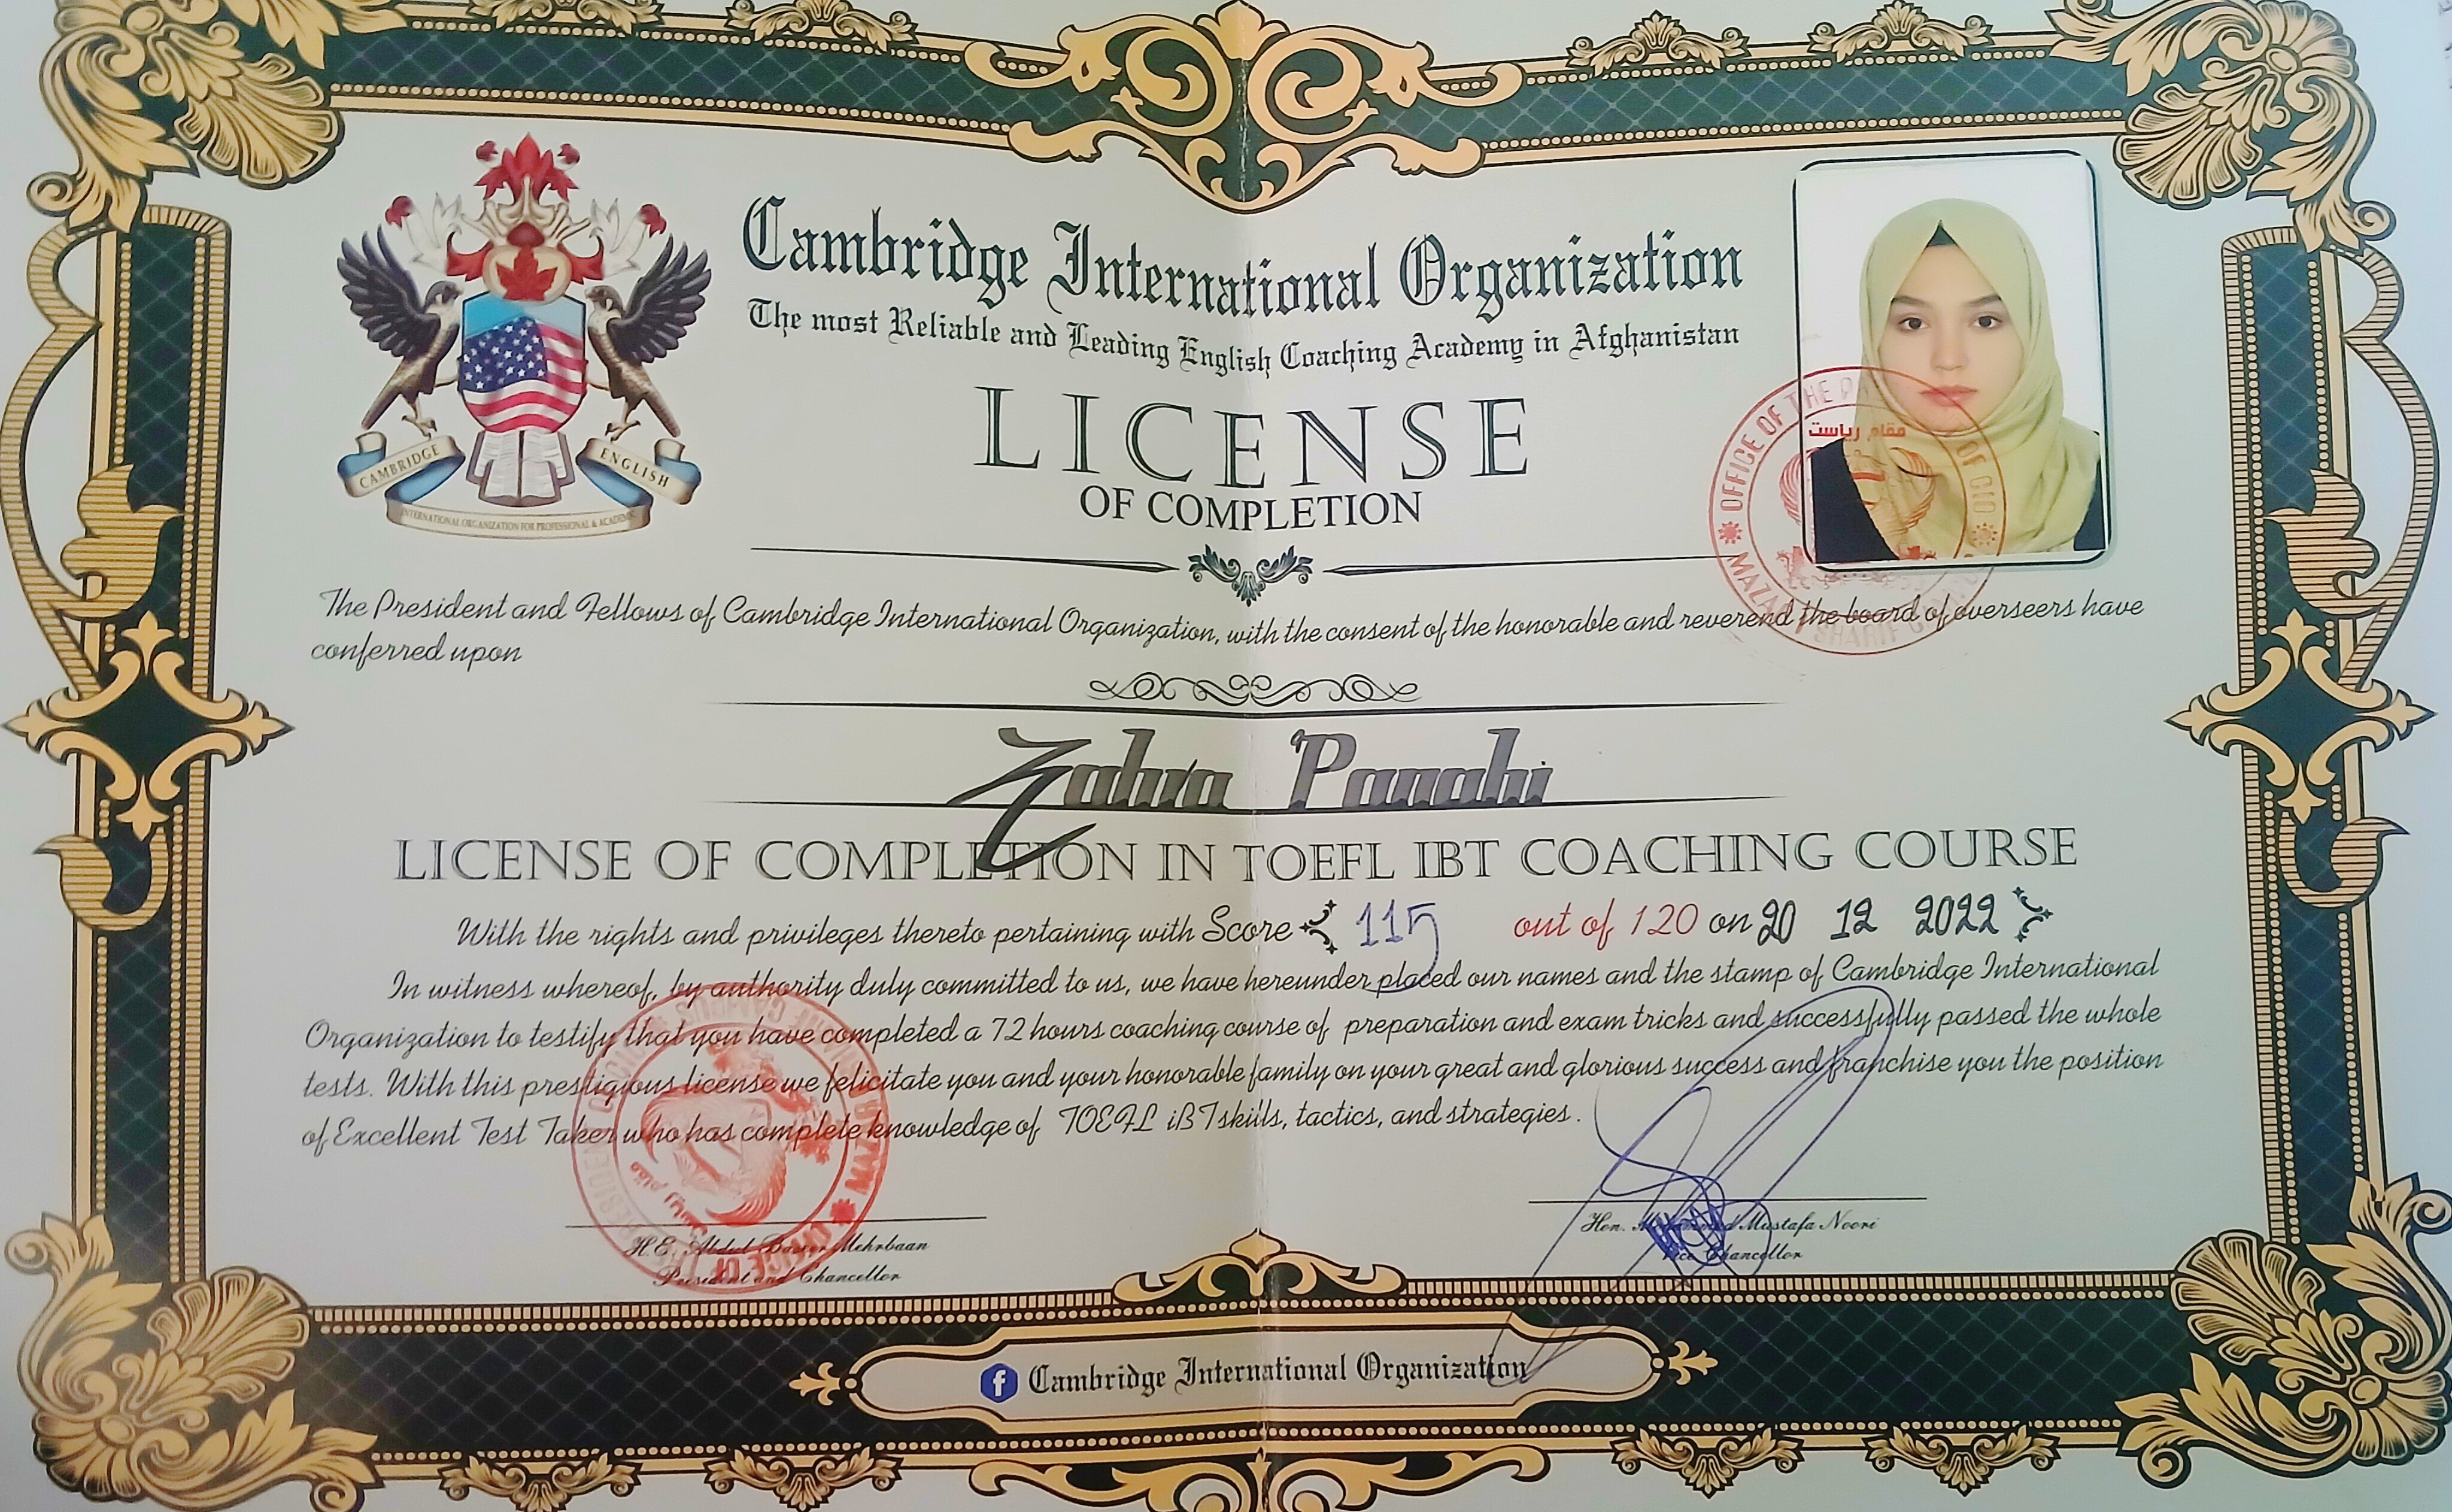 Cambridge International Organization
The most Reliable and Leading English Coaching Academy in Afghanistan
LICENSE
OF COMPLETION
CAMBRIDGE
ENGLISH
INTERNATIONAL ORGANIZATION FOR PROFESSIONAL & ACADEMIC
OFFICE OF THE
OF CIO
مقام ریاست
The President and Fellows of Cambridge International Organization, with the consent of the honorable and reverend the board of overseers have
conferred upon
Zahra Panahi
LICENSE OF COMPLETION IN TOEFL IBT COACHING COURSE
With the rights and privileges thereto pertaining with Score 115 out of 120 on 20 12 2022
In witness whereof, by authority duly committed to us, we have hereunder placed our names and the stamp of Cambridge International
Organization to testify that you have completed a 72 hours coaching course of preparation and exam tricks and successfully passed the whole
tests. With this prestigious license we felicitate you and your honorable family on your great and glorious success and franchise you the position
of Excellent Test Taker who has complete knowledge of TOEFL iBT skills, tactics, and strategies.
H.E. Abdul Mehrbaan
President and Chancellor
Hon. Mohammad Mustafa Noori
Vice Chancellor
Cambridge International Organization